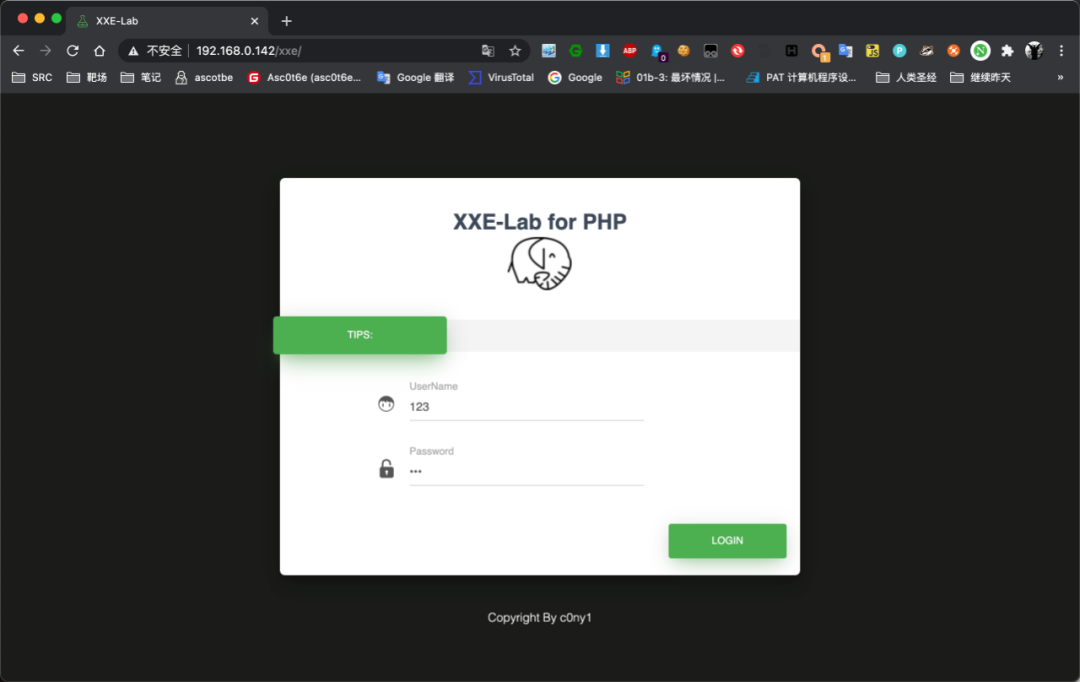 XXE-Lab
不安全 192.168.0.142/xxe/
SRC 靶场 笔记 ascotbe Asc0t6e (asc0t6e... Google 翻译 VirusTotal Google 01b-3: 最坏情况 |... PAT 计算机程序设... 人类圣经 继续昨天 »
XXE-Lab for PHP
TIPS:
UserName
123
Password
•••
LOGIN
Copyright By c0ny1